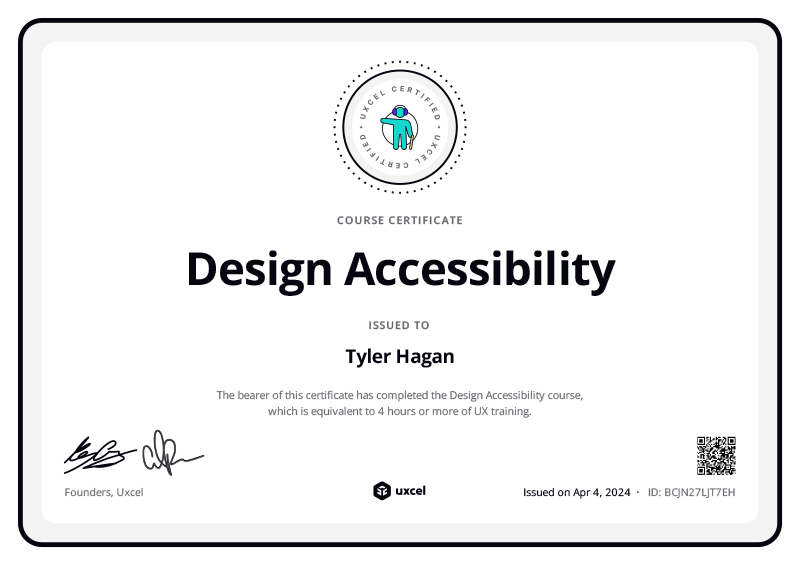 UXCEL CERTIFIED • UXCEL CERTIFIED •
COURSE CERTIFICATE
Design Accessibility
ISSUED TO
Tyler Hagan
The bearer of this certificate has completed the Design Accessibility course,
which is equivalent to 4 hours or more of UX training.
Founders, Uxcel
uxcel
Issued on Apr 4, 2024 · ID: BCJN27LJT7EH